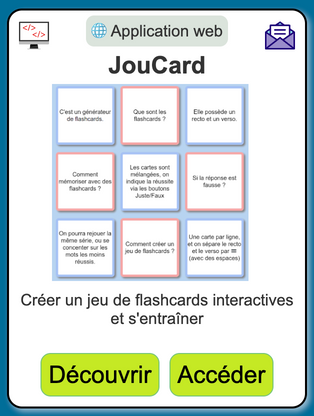 </> </>
Application web
JouCard
C'est un générateur
de flashcards.
Que sont les
flashcards ?
Elle possède un
recto et un verso.
Comment
mémoriser avec des
flashcards ?
Les cartes sont
mélangées, on
indique la réussite
via les boutons
Juste/Faux
Si la réponse est
fausse ?
On pourra rejouer la
même série, ou se
concenter sur les
mots les moins
réussis.
Comment créer un
jeu de flashcards ?
Une carte par ligne,
et on sépare le recto
et le verso par =
(avec des espaces)
Créer un jeu de flashcards interactives
et s'entraîner
Découvrir
Accéder